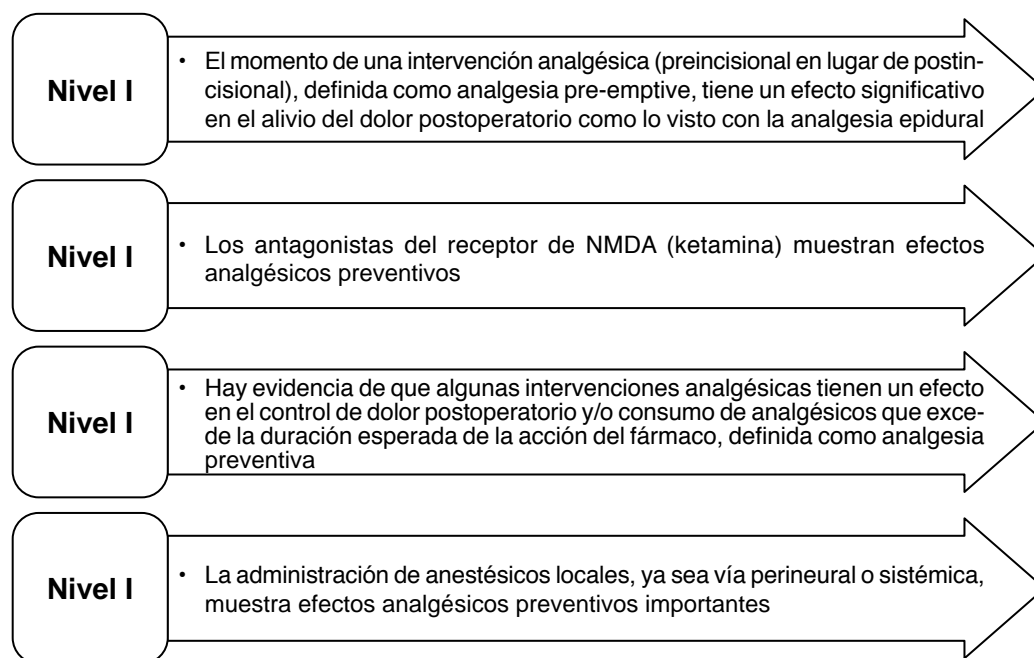 Nivel I
• El momento de una intervención analgésica (preincisional en lugar de postin-
cisional), definida como analgesia pre-emptive, tiene un efecto significativo
en el alivio del dolor postoperatorio como lo visto con la analgesia epidural
Nivel I
• Los antagonistas del receptor de NMDA (ketamina) muestran efectos
analgésicos preventivos
Nivel I
• Hay evidencia de que algunas intervenciones analgésicas tienen un efecto
en el control de dolor postoperatorio y/o consumo de analgésicos que exce-
de la duración esperada de la acción del fármaco, definida como analgesia
preventiva
Nivel I
• La administración de anestésicos locales, ya sea vía perineural o sistémica,
muestra efectos analgésicos preventivos importantes